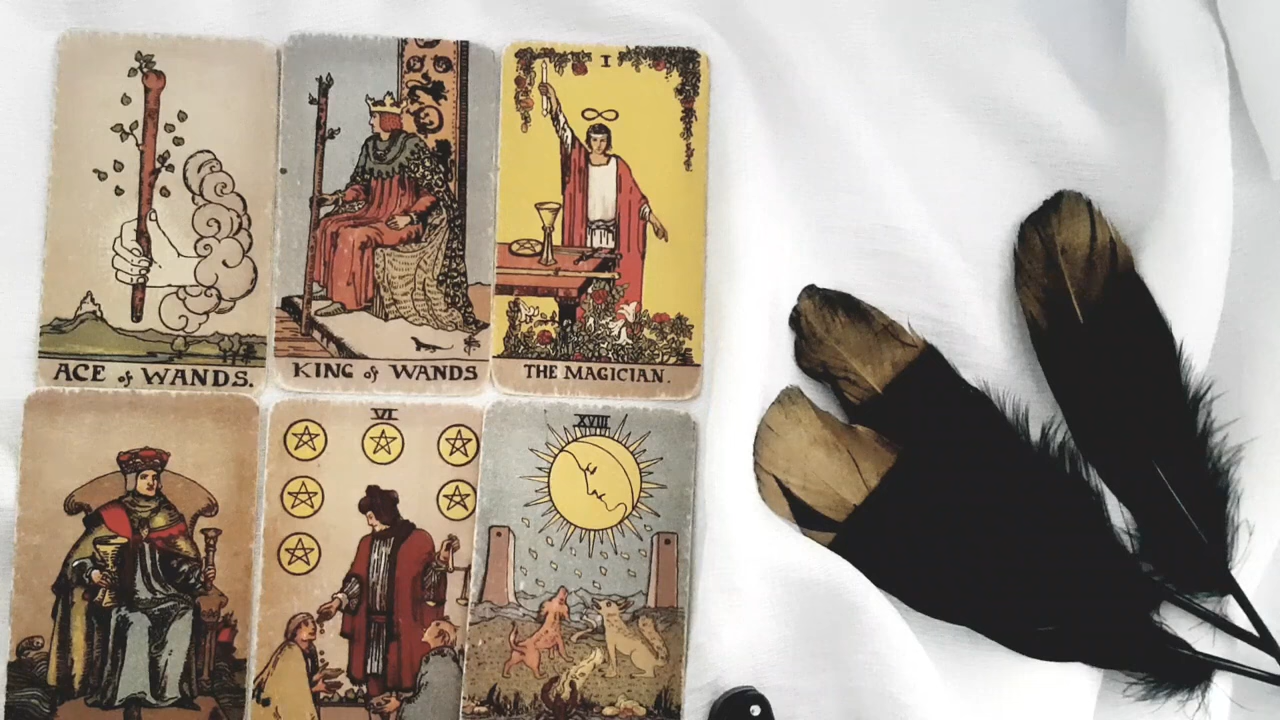 I
ACE of WANDS.
KING of WANDS
THE MAGICIAN.
VI
XVIII